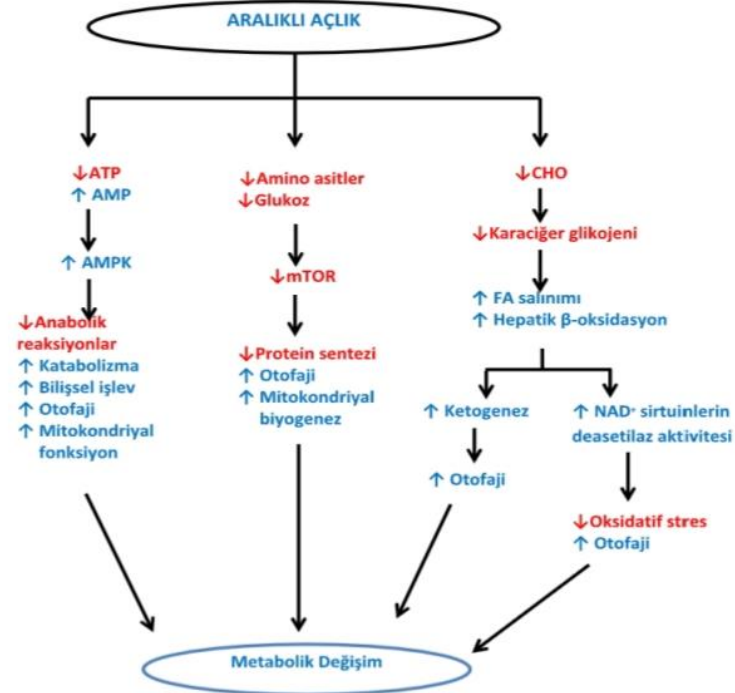 ARALIKLI AÇLIK
↓ATP
↑ AMP
↑ AMPK
↓Anabolik
reaksiyonlar
↑ Katabolizma
↑ Bilişsel işlev
↑ Otofaji
↑ Mitokondriyal
fonksiyon
↓Amino asitler
↓Glukoz
↓mTOR
↓Protein sentezi
↑ Otofaji
↑ Mitokondriyal
biyogenez
↓CHO
↓Karaciğer glikojeni
↑ FA salınımı
↑ Hepatik β-oksidasyon
↑ Ketogenez
↑ Otofaji
↑ NAD⁺ sirtuinlerin
deasetilaz aktivitesi
↓Oksidatif stres
↑ Otofaji
Metabolik Değişim